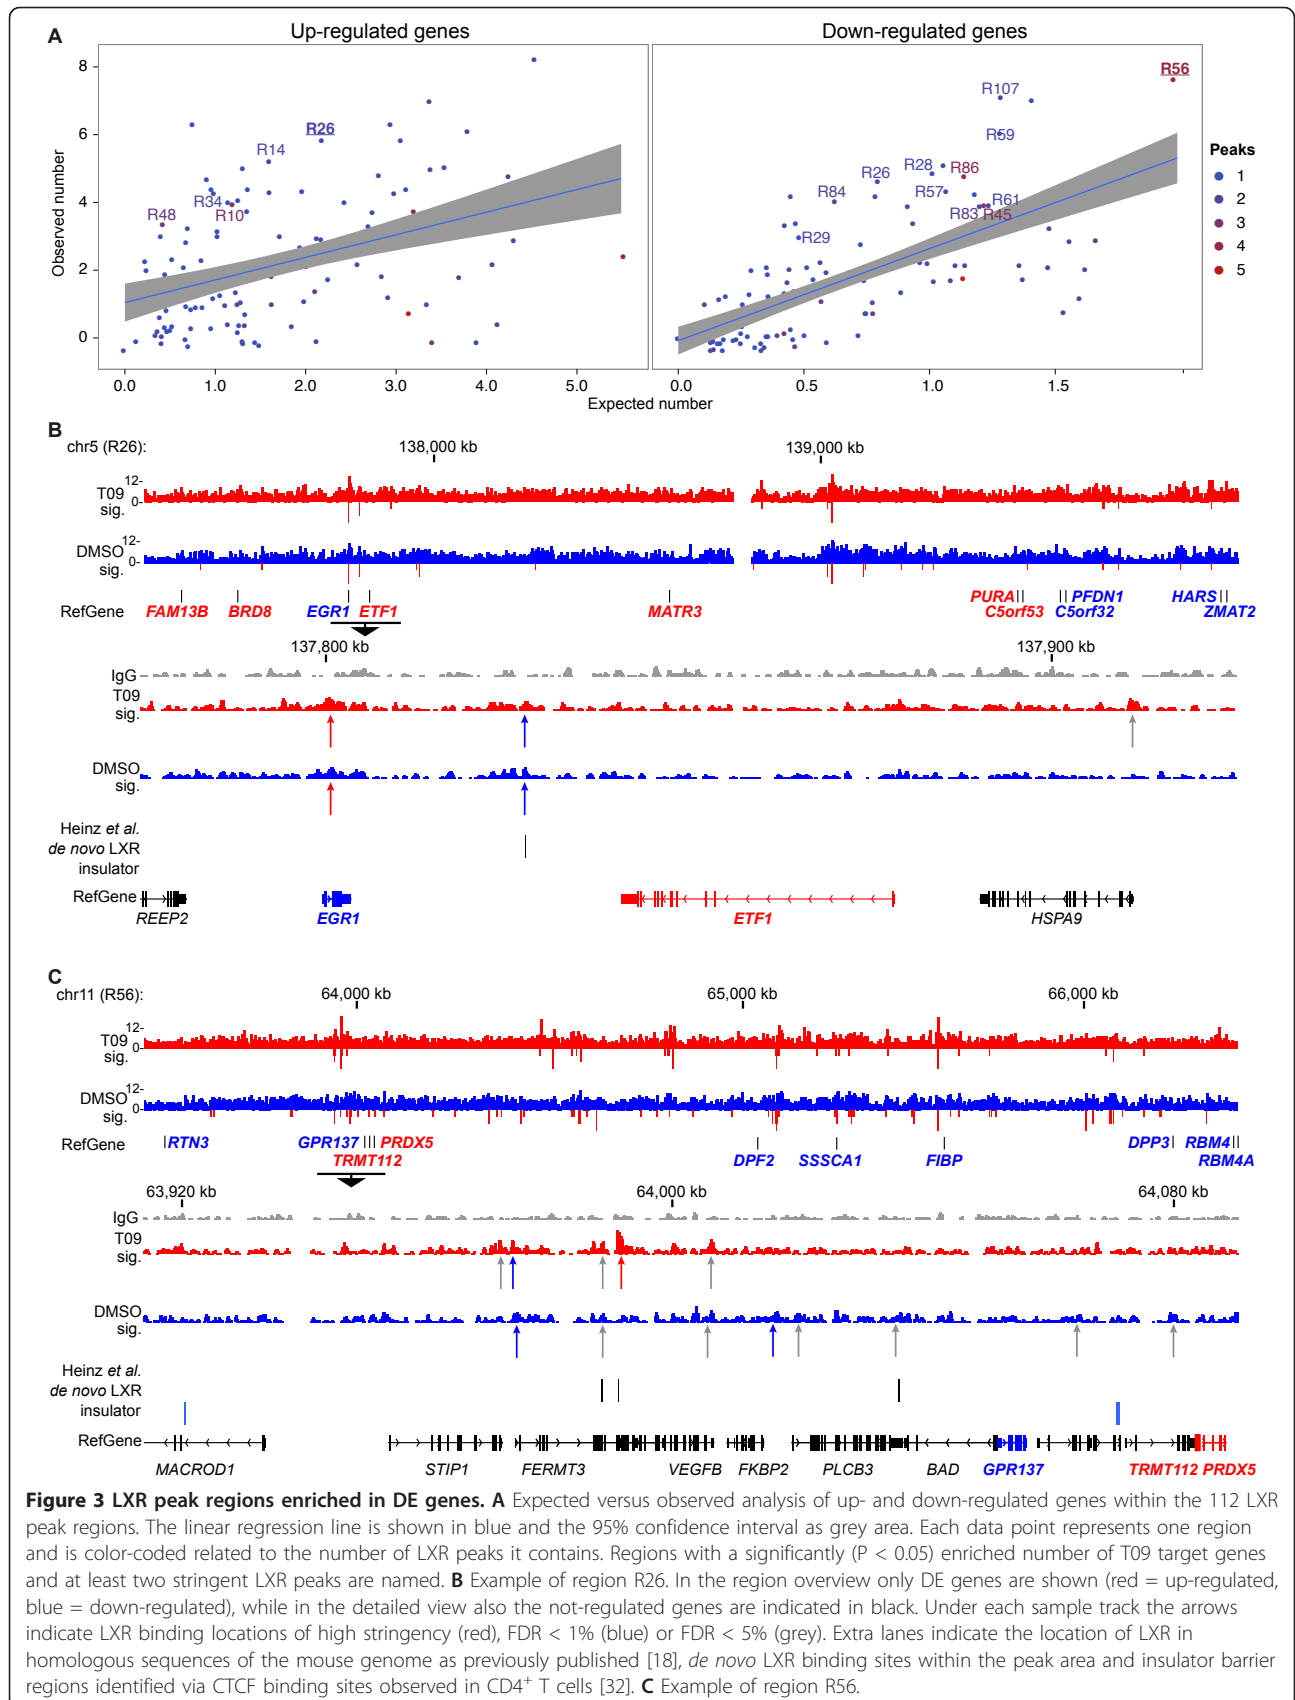 A
Up-regulated genes
Down-regulated genes
Observed number
8
6
4
2
0
R26
R14
R34
R48
R10
0.0 1.0 2.0 3.0 4.0 5.0
R56
R107
R59
R28
R86
R26
R57
R84
R61
R83
R45
R29
0.0 0.5 1.0 1.5
Expected number
Peaks
1
2
3
4
5
B
chr5 (R26):
138,000 kb 139,000 kb
T09 sig.
12-
0-
DMSO sig.
12-
0-
RefGene
FAM13B BRD8 EGR1 ETF1 MATR3 PURA C5orf53 C5orf32 PFDN1 HARS ZMAT2
137,800 kb 137,900 kb
IgG
T09 sig.
DMSO sig.
Heinz et al.
de novo LXR
insulator
RefGene
REEP2 EGR1 ETF1 HSPA9
C
chr11 (R56):
64,000 kb 65,000 kb 66,000 kb
T09 sig.
12-
0-
DMSO sig.
12-
0-
RefGene
RTN3 GPR137 PRDX5 TRMT112 DPF2 SSSCA1 FIBP DPP3 RBM4 RBM4A
63,920 kb 64,000 kb 64,080 kb
IgG
T09 sig.
DMSO sig.
Heinz et al.
de novo LXR
insulator
RefGene
MACROD1 STIP1 FERMT3 VEGFB FKBP2 PLCB3 BAD GPR137 TRMT112 PRDX5
Figure 3 LXR peak regions enriched in DE genes. A Expected versus observed analysis of up- and down-regulated genes within the 112 LXR
peak regions. The linear regression line is shown in blue and the 95% confidence interval as grey area. Each data point represents one region
and is color-coded related to the number of LXR peaks it contains. Regions with a significantly (P < 0.05) enriched number of T09 target genes
and at least two stringent LXR peaks are named. B Example of region R26. In the region overview only DE genes are shown (red = up-regulated,
blue = down-regulated), while in the detailed view also the not-regulated genes are indicated in black. Under each sample track the arrows
indicate LXR binding locations of high stringency (red), FDR < 1% (blue) or FDR < 5% (grey). Extra lanes indicate the location of LXR in
homologous sequences of the mouse genome as previously published [18], de novo LXR binding sites within the peak area and insulator barrier
regions identified via CTCF binding sites observed in CD4+ T cells [32]. C Example of region R56.